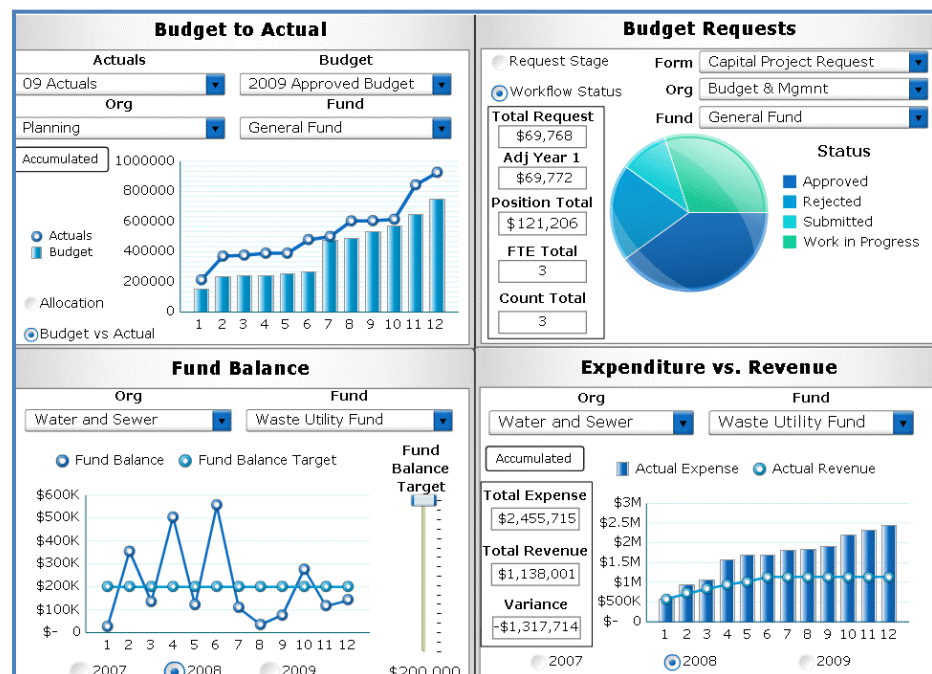 Budget to Actual
Actuals Budget
09 Actuals 2009 Approved Budget
Org Fund
Planning General Fund
Accumulated
1000000
800000
600000
400000
200000
0
Actuals
Budget
Allocation
Budget vs Actual
1 2 3 4 5 6 7 8 9 10 11 12
Budget Requests
Request Stage
Workflow Status
Form Capital Project Request
Org Budget & Mgmnt
Fund General Fund
Total Request
$69,768
Adj Year 1
$69,772
Position Total
$121,206
FTE Total
3
Count Total
3
Status
Approved
Rejected
Submitted
Work in Progress
Fund Balance
Org Fund
Water and Sewer Waste Utility Fund
Fund Balance Fund Balance Target
Fund
Balance
Target
$600K
$500K
$400K
$300K
$200K
$100K
$- 0
1 2 3 4 5 6 7 8 9 10 11 12
2007 2008 2009
$200,000
Expenditure vs. Revenue
Org Fund
Water and Sewer Waste Utility Fund
Accumulated
Actual Expense Actual Revenue
Total Expense
$2,455,715
Total Revenue
$1,138,001
Variance
-$1,317,714
$3M
$2.5M
$2M
$1.5M
$1M
$500K
$- 0
1 2 3 4 5 6 7 8 9 10 11 12
2007 2008 2009